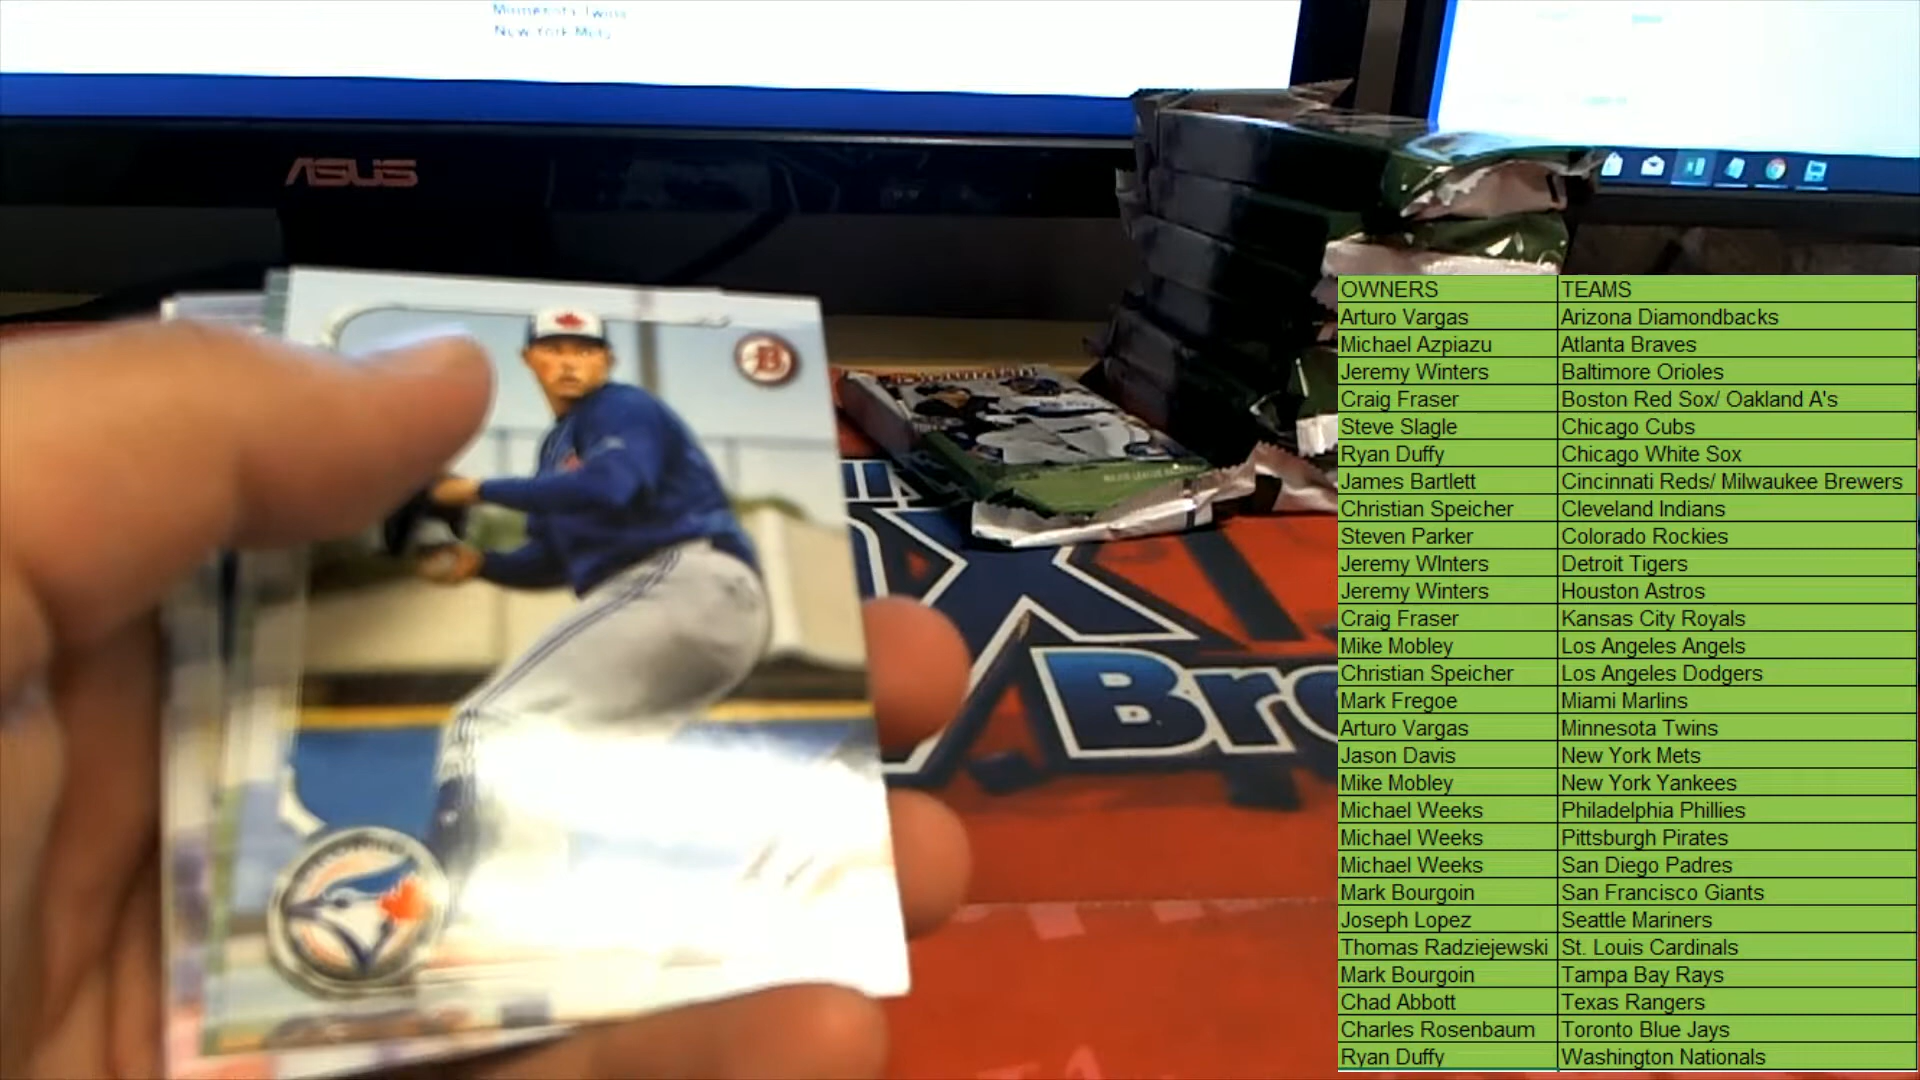 Minnesota Twins
New York Mets
ASUS
B
Bro
OWNERS TEAMS
Arturo Vargas Arizona Diamondbacks
Michael Azpiazu Atlanta Braves
Jeremy Winters Baltimore Orioles
Craig Fraser Boston Red Sox/ Oakland A's
Steve Slagle Chicago Cubs
Ryan Duffy Chicago White Sox
James Bartlett Cincinnati Reds/ Milwaukee Brewers
Christian Speicher Cleveland Indians
Steven Parker Colorado Rockies
Jeremy WInters Detroit Tigers
Jeremy Winters Houston Astros
Craig Fraser Kansas City Royals
Mike Mobley Los Angeles Angels
Christian Speicher Los Angeles Dodgers
Mark Fregoe Miami Marlins
Arturo Vargas Minnesota Twins
Jason Davis New York Mets
Mike Mobley New York Yankees
Michael Weeks Philadelphia Phillies
Michael Weeks Pittsburgh Pirates
Michael Weeks San Diego Padres
Mark Bourgoin San Francisco Giants
Joseph Lopez Seattle Mariners
Thomas Radziejewski St. Louis Cardinals
Mark Bourgoin Tampa Bay Rays
Chad Abbott Texas Rangers
Charles Rosenbaum Toronto Blue Jays
Ryan Duffy Washington Nationals